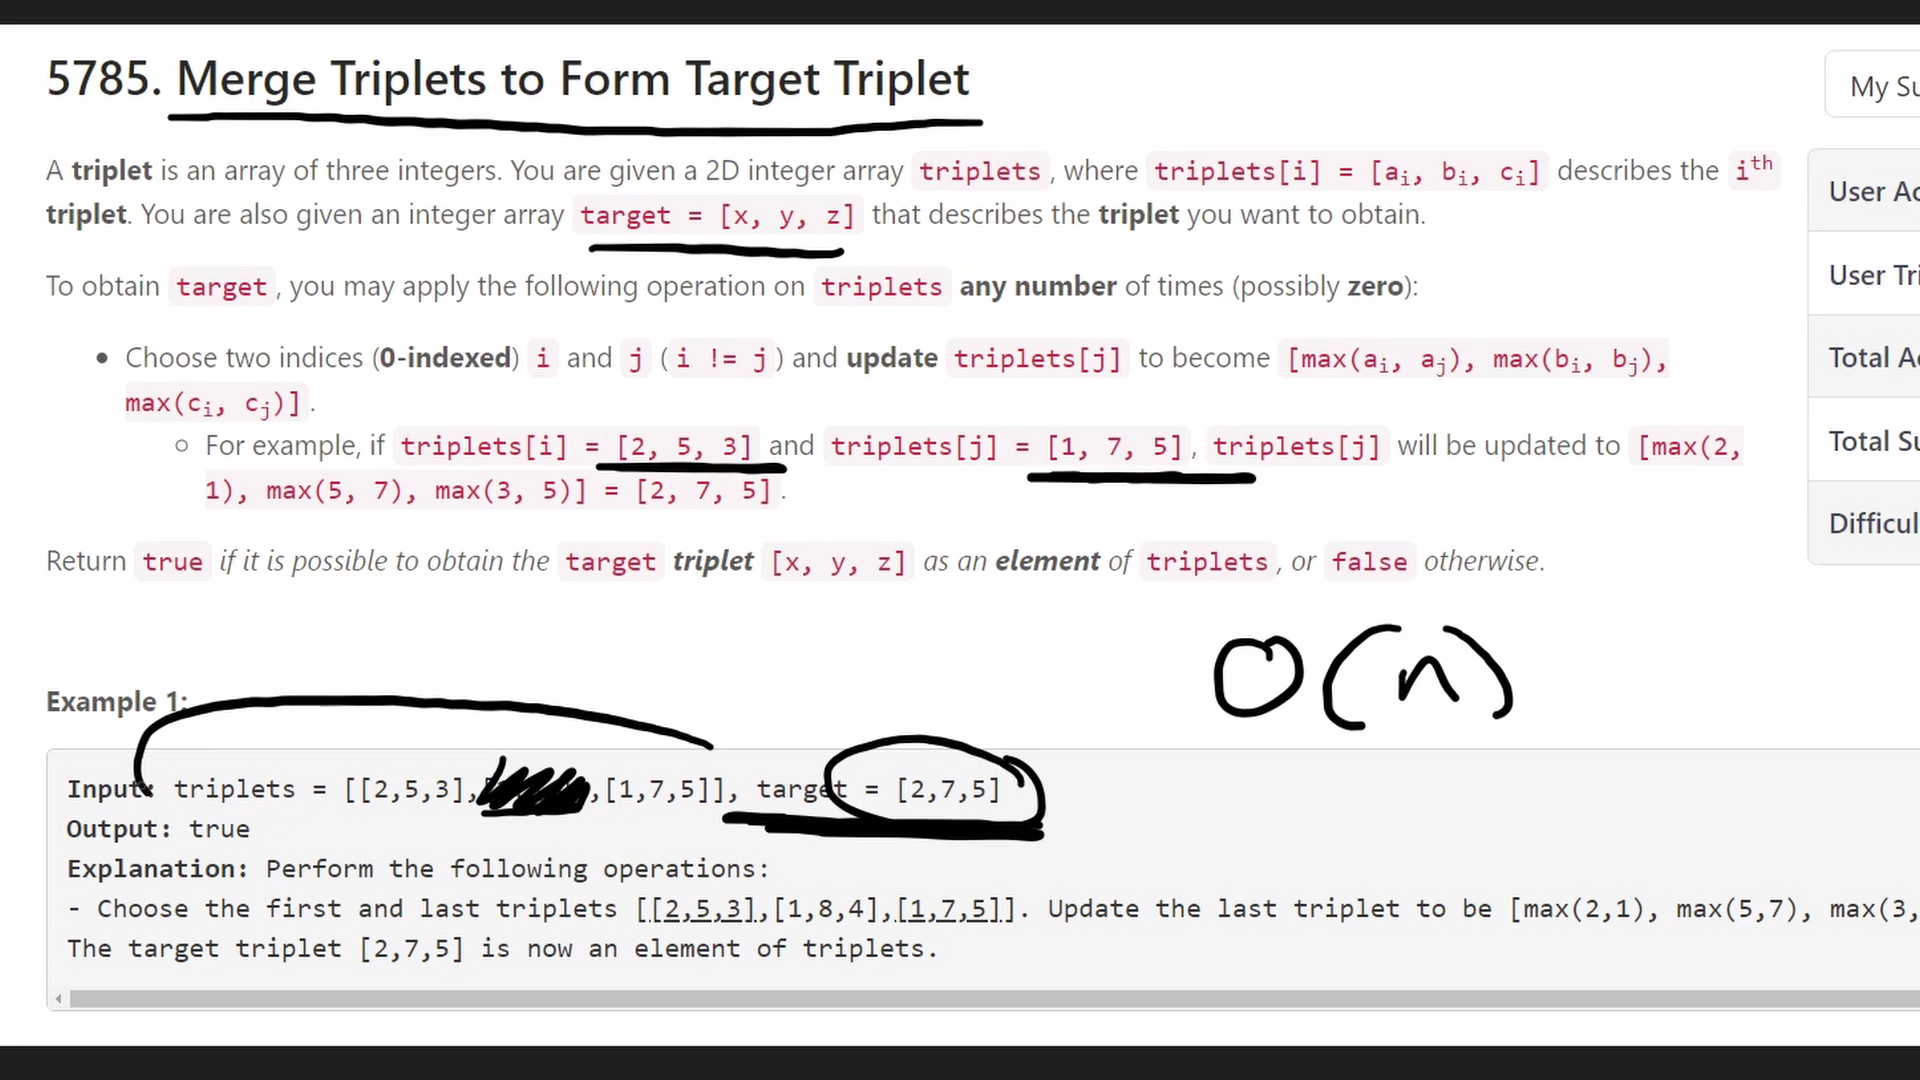 5785. Merge Triplets to Form Target Triplet
My Su
A triplet is an array of three integers. You are given a 2D integer array triplets, where triplets[i] = [aᵢ, bᵢ, cᵢ] describes the iᵗʰ
triplet. You are also given an integer array target = [x, y, z] that describes the triplet you want to obtain.
To obtain target, you may apply the following operation on triplets any number of times (possibly zero):
• Choose two indices (0-indexed) i and j (i != j) and update triplets[j] to become [max(aᵢ, aⱼ), max(bᵢ, bⱼ),
max(cᵢ, cⱼ)].
○ For example, if triplets[i] = [2, 5, 3] and triplets[j] = [1, 7, 5], triplets[j] will be updated to [max(2,
1), max(5, 7), max(3, 5)] = [2, 7, 5].
Return true if it is possible to obtain the target triplet [x, y, z] as an element of triplets, or false otherwise.
User Ac
User Tri
Total Ac
Total Su
Difficul
O(n)
Example 1:
Input: triplets = [[2,5,3],,[1,7,5]], target = [2,7,5]
Output: true
Explanation: Perform the following operations:
- Choose the first and last triplets [[2,5,3],[1,8,4],[1,7,5]]. Update the last triplet to be [max(2,1), max(5,7), max(3,
The target triplet [2,7,5] is now an element of triplets.